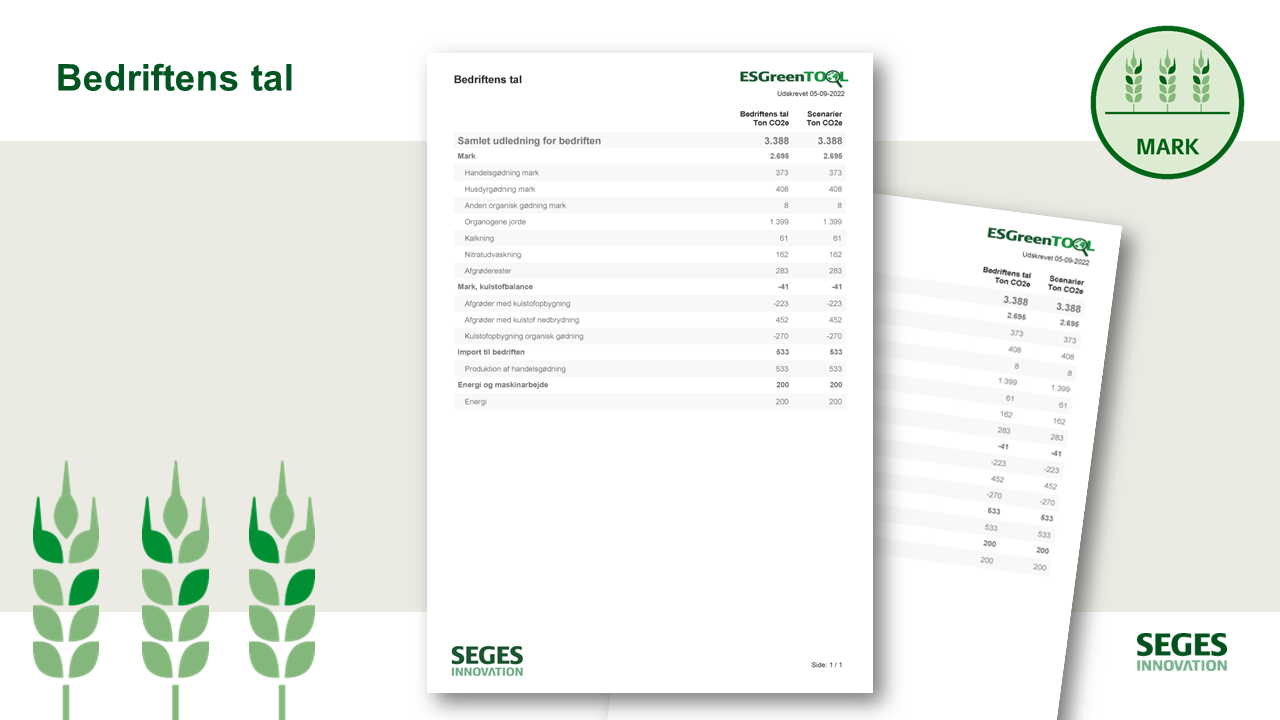 Bedriftens tal
MARK
Bedriftens tal
ESGreenTOOL
Udskrevet 05-09-2022
Bedriftens tal Scenarier
Ton CO2e Ton CO2e
Samlet udledning for bedriften 3.388 3.388
Mark 2.695 2.695
Handelsgødning mark 373 373
Husdyrgødning mark 408 408
Anden organisk gødning mark 8 8
Organogene jorde 1.399 1.399
Kalkning 61 61
Nitratudvaskning 162 162
Afgrøderester 283 283
Mark, kulstofbalance -41 -41
Afgrøder med kulstofopbygning -223 -223
Afgrøder med kulstof nedbrydning 452 452
Kulstofopbygning organisk gødning -270 -270
Import til bedriften 533 533
Produktion af handelsgødning 533 533
Energi og maskinarbejde 200 200
Energi 200 200
SEGES
INNOVATION
Side: 1 / 1
ESGreenTOOL
Udskrevet 05-09-2022
Bedriftens tal Scenarier
Ton CO2e Ton CO2e
3.388 3.388
2.695 2.695
373 373
408 408
8 8
1.399 1.399
61 61
162 162
283 283
-41 -41
-223 -223
452 452
-270 -270
533 533
533 533
200 200
200 200
SEGES
INNOVATION